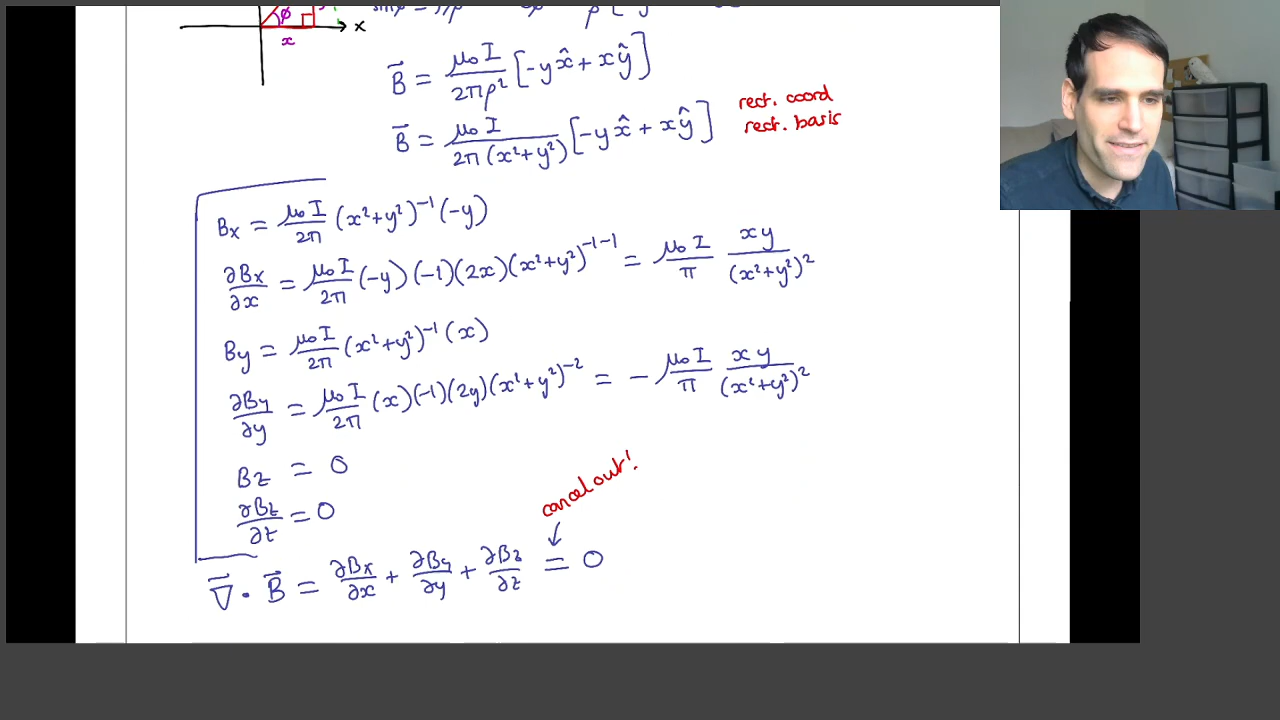 φ
x
x
B⃗ = μ₀I/2πρ² [-y x̂ + x ŷ]
B⃗ = μ₀I/2π(x²+y²) [-y x̂ + x ŷ]
rect. coord
rect. basis
Bx = μ₀I/2π (x²+y²)⁻¹ (-y)
∂Bx/∂x = μ₀I/2π (-y)(-1)(2x)(x²+y²)⁻¹⁻¹ = μ₀I/π xy/(x²+y²)²
By = μ₀I/2π (x²+y²)⁻¹ (x)
∂By/∂y = μ₀I/2π (x)(-1)(2y)(x²+y²)⁻² = - μ₀I/π xy/(x²+y²)²
Bz = 0
∂Bz/∂z = 0
cancel out!
∇⃗ · B⃗ = ∂Bx/∂x + ∂By/∂y + ∂Bz/∂z = 0